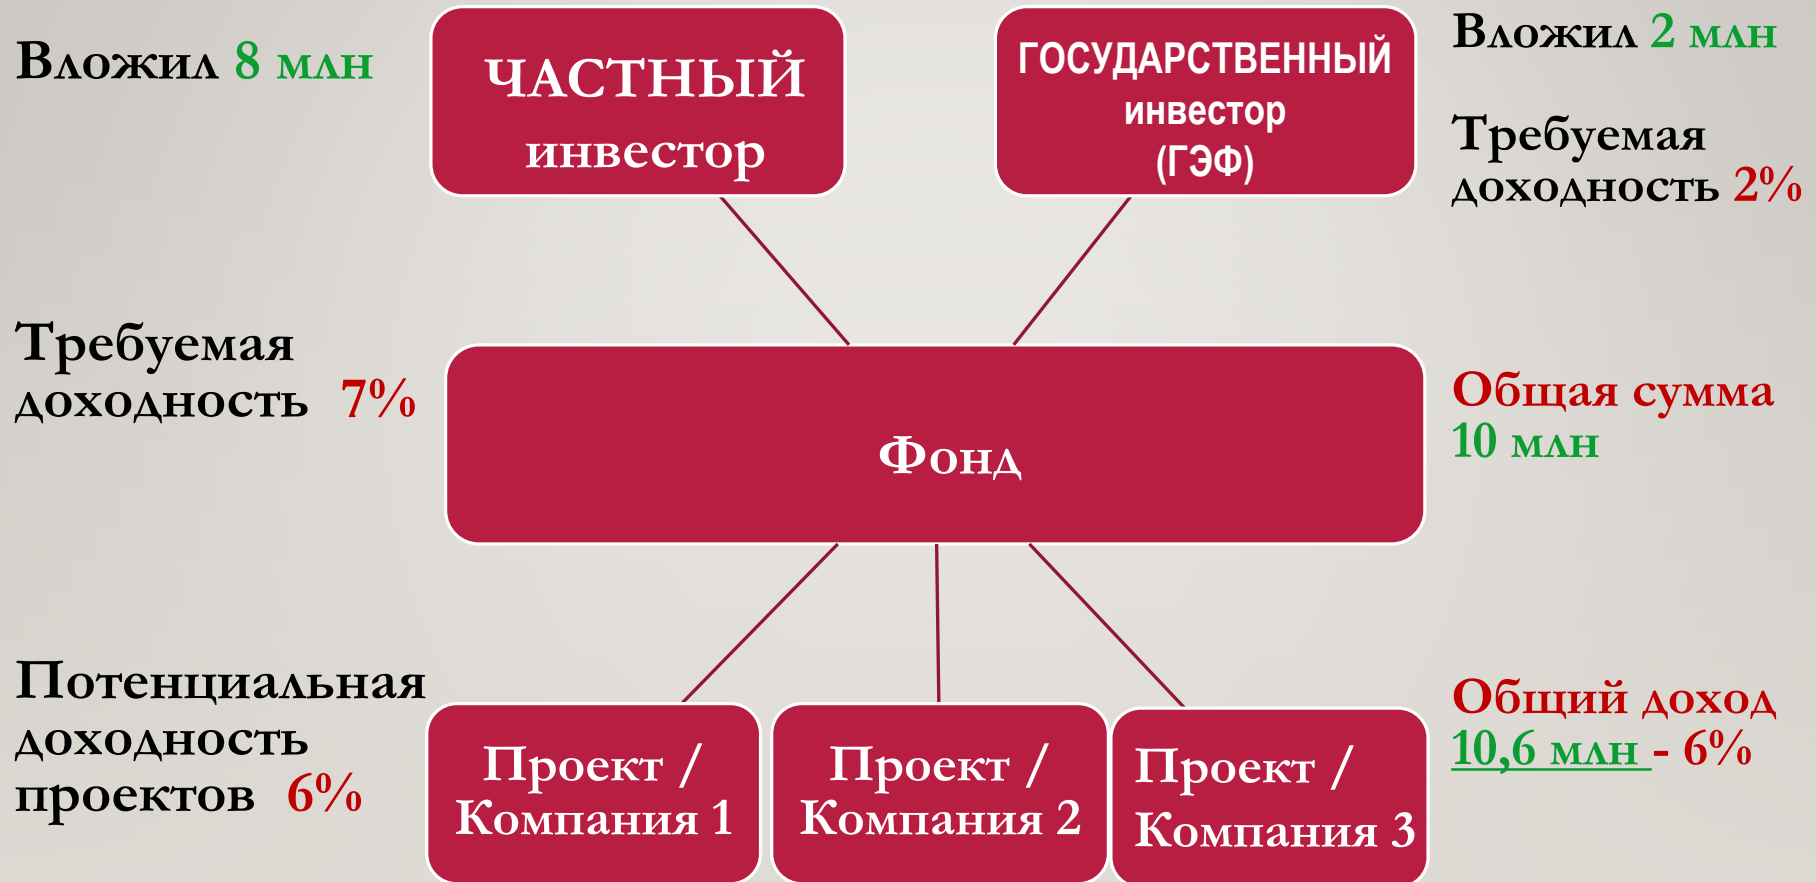 Вложил 8 млн
ЧАСТНЫЙ
инвестор
ГОСУДАРСТВЕННЫЙ
инвестор
(ГЭФ)
Вложил 2 млн
Требуемая
доходность 2%
Требуемая
доходность 7%
Фонд
Общая сумма
10 млн
Потенциальная
доходность
проектов 6%
Проект /
Компания 1
Проект /
Компания 2
Проект /
Компания 3
Общий доход
10,6 млн - 6%